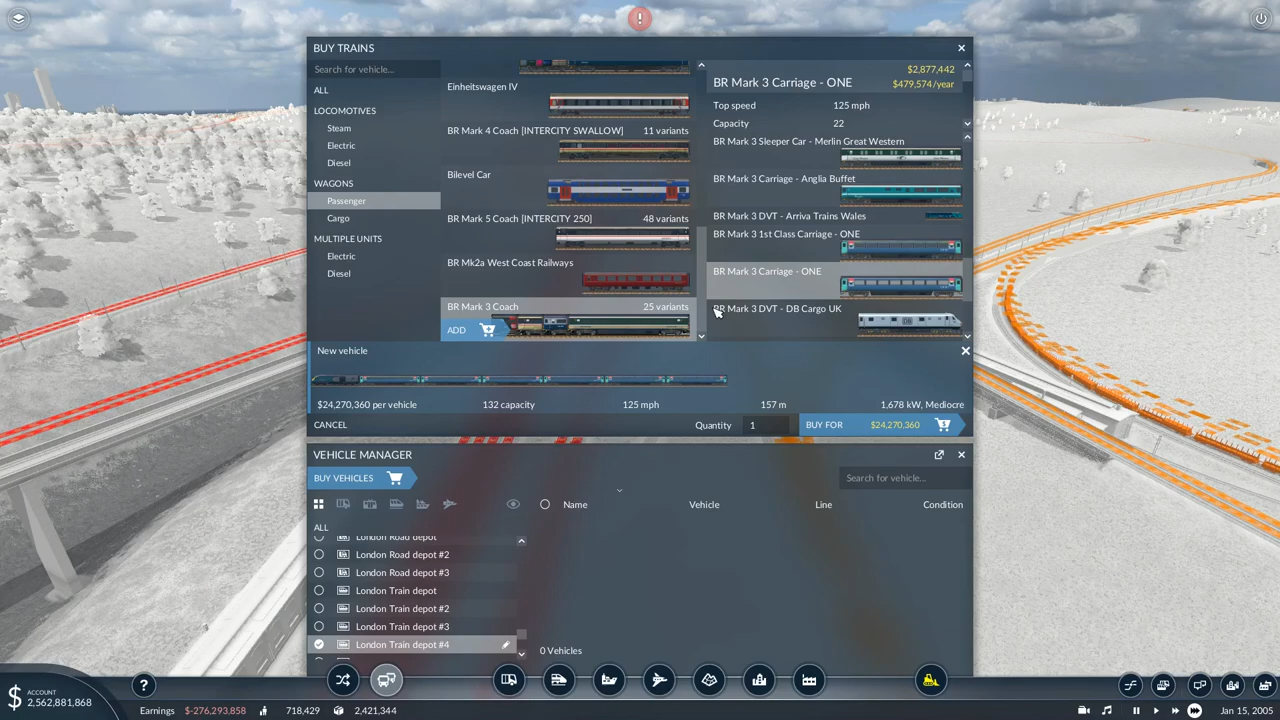 BUY TRAINS
Search for vehicle...
ALL
LOCOMOTIVES
Steam
Electric
Diesel
WAGONS
Passenger
Cargo
MULTIPLE UNITS
Electric
Diesel
Einheitswagen IV
BR Mark 4 Coach [INTERCITY SWALLOW] 11 variants
Bilevel Car
BR Mark 5 Coach [INTERCITY 250] 48 variants
BR Mk2a West Coast Railways
BR Mark 3 Coach 25 variants
ADD
$2,877,442
BR Mark 3 Carriage - ONE $479,574/year
Top speed 125 mph
Capacity 22
BR Mark 3 Sleeper Car - Merlin Great Western
BR Mark 3 Carriage - Anglia Buffet
BR Mark 3 DVT - Arriva Trains Wales
BR Mark 3 1st Class Carriage - ONE
BR Mark 3 Carriage - ONE
BR Mark 3 DVT - DB Cargo UK
New vehicle
$24,270,360 per vehicle 132 capacity 125 mph 157 m 1,678 kW, Mediocre
CANCEL Quantity 1 BUY FOR $24,270,360
VEHICLE MANAGER
BUY VEHICLES Search for vehicle...
Name Vehicle Line Condition
ALL
London Road depot
London Road depot #2
London Road depot #3
London Train depot
London Train depot #2
London Train depot #3
London Train depot #4
0 Vehicles
$ ACCOUNT
2,562,881,868
?
Earnings $-276,293,858 718,429 2,421,344 Jan 15, 2005